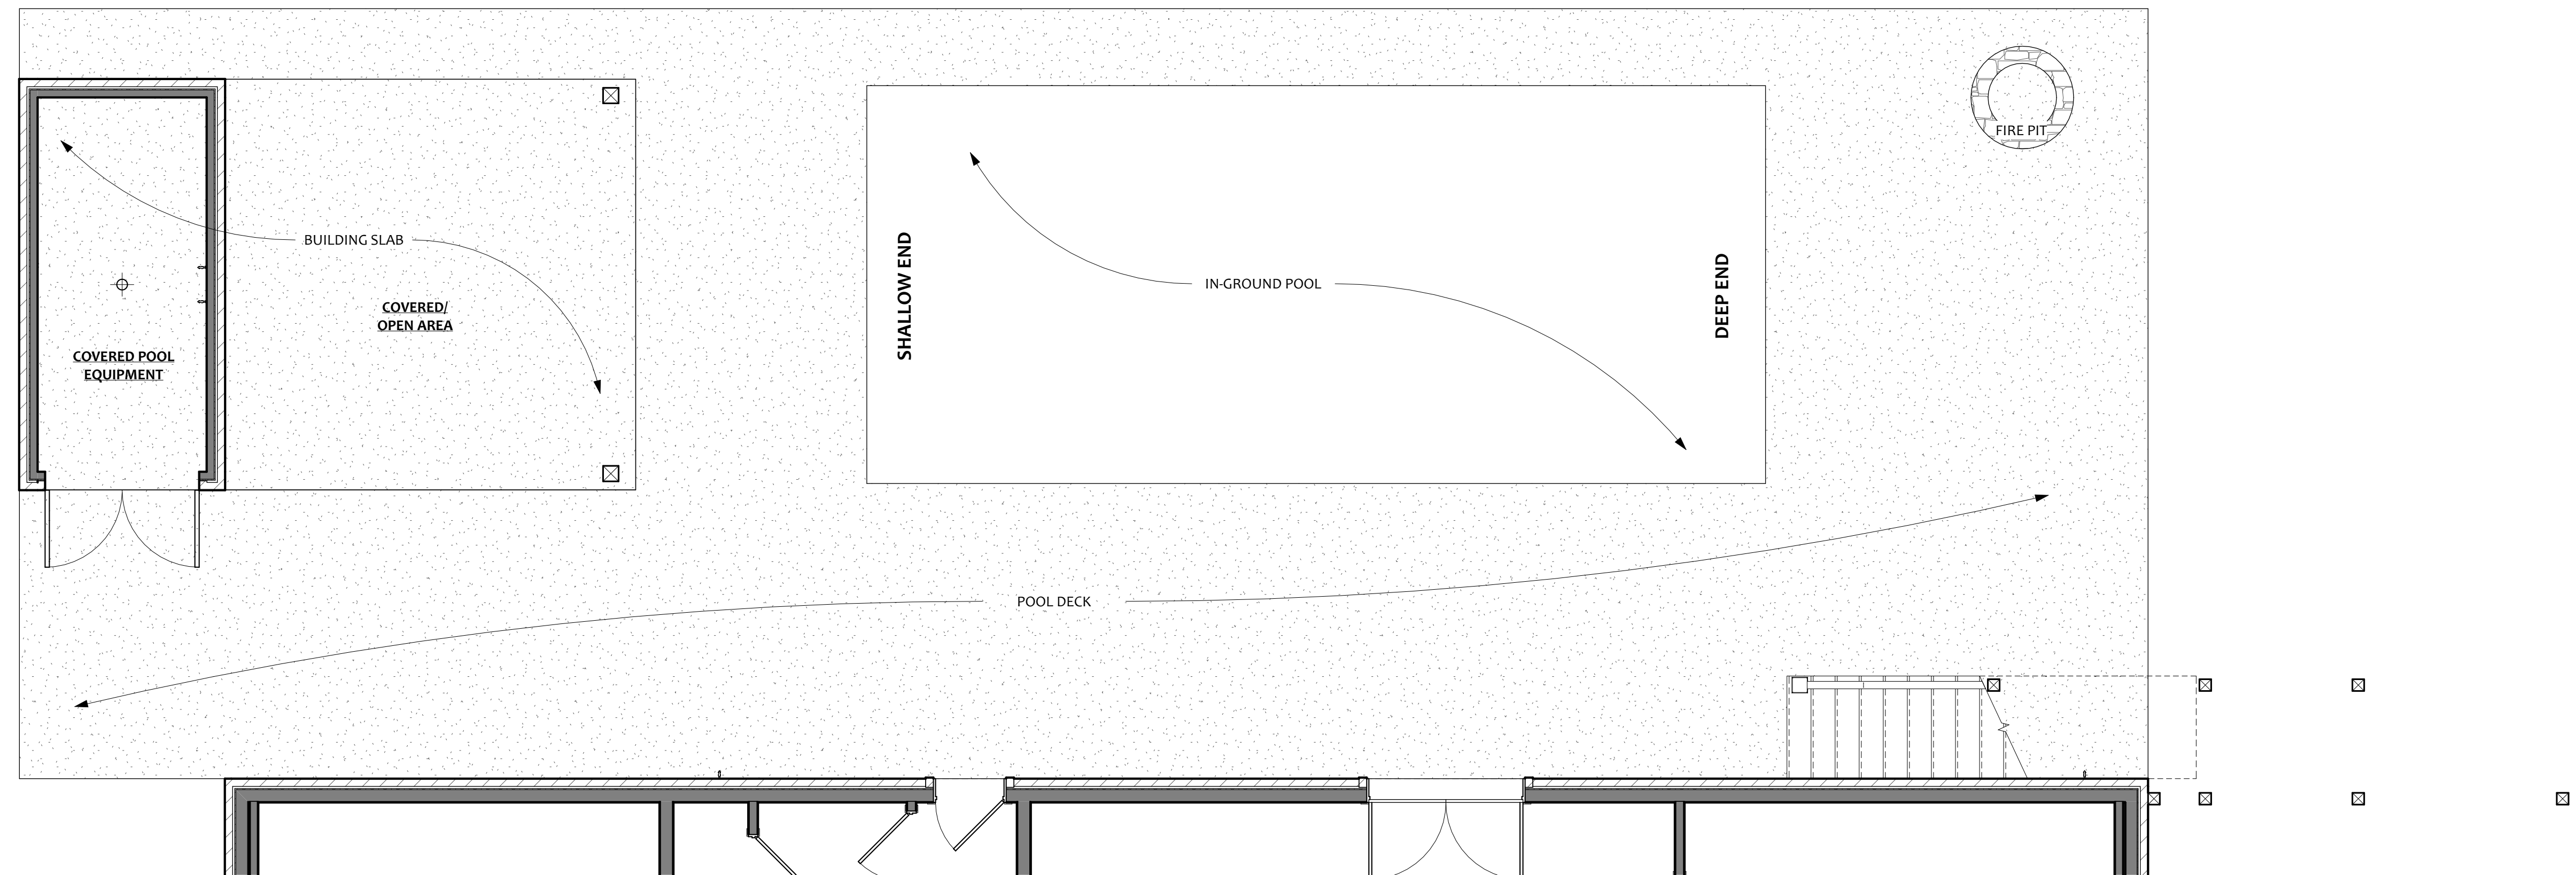 FIRE PIT
BUILDING SLAB
COVERED/
OPEN AREA
COVERED POOL
EQUIPMENT
SHALLOW END
IN-GROUND POOL
DEEP END
POOL DECK